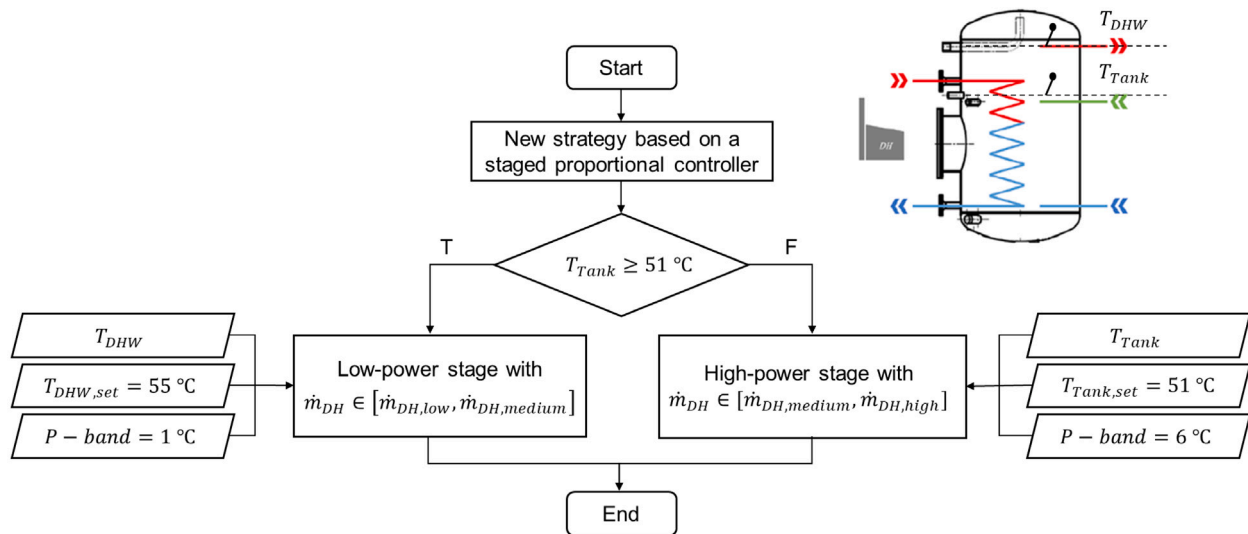 T_DHW
T_Tank
DH
Start
New strategy based on a
staged proportional controller
T
F
T_Tank ≥ 51 °C
T_DHW
T_DHW,set = 55 °C
P − band = 1 °C
Low-power stage with
ṁ_DH ∈ [ṁ_DH,low, ṁ_DH,medium]
High-power stage with
ṁ_DH ∈ [ṁ_DH,medium, ṁ_DH,high]
T_Tank
T_Tank,set = 51 °C
P − band = 6 °C
End